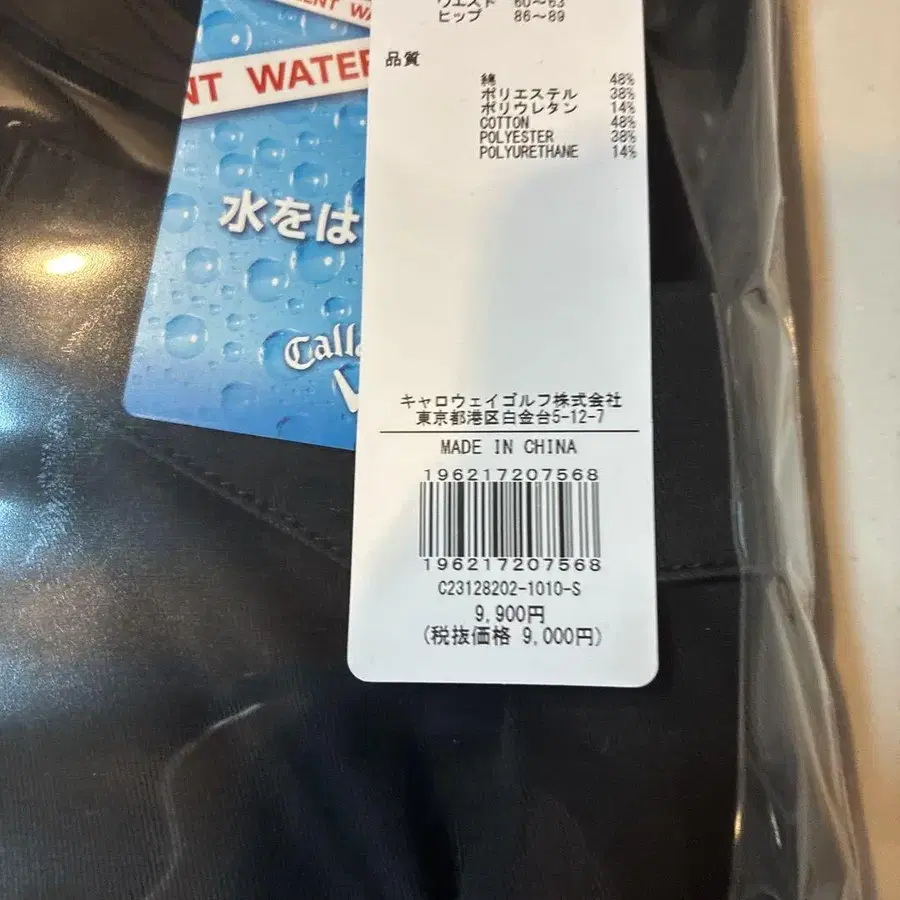 ENT WA
NT WATER
水をは
Calla
ウエスト 60~63
ヒップ 86~89
品質
綿 48%
ポリエステル 38%
ポリウレタン 14%
COTTON 48%
POLYESTER 38%
POLYURETHANE 14%
キャロウェイゴルフ株式会社
東京都港区白金台5-12-7
MADE IN CHINA
196217207568
196217207568
C23128202-1010-S
9,900円
(税抜価格 9,000円)